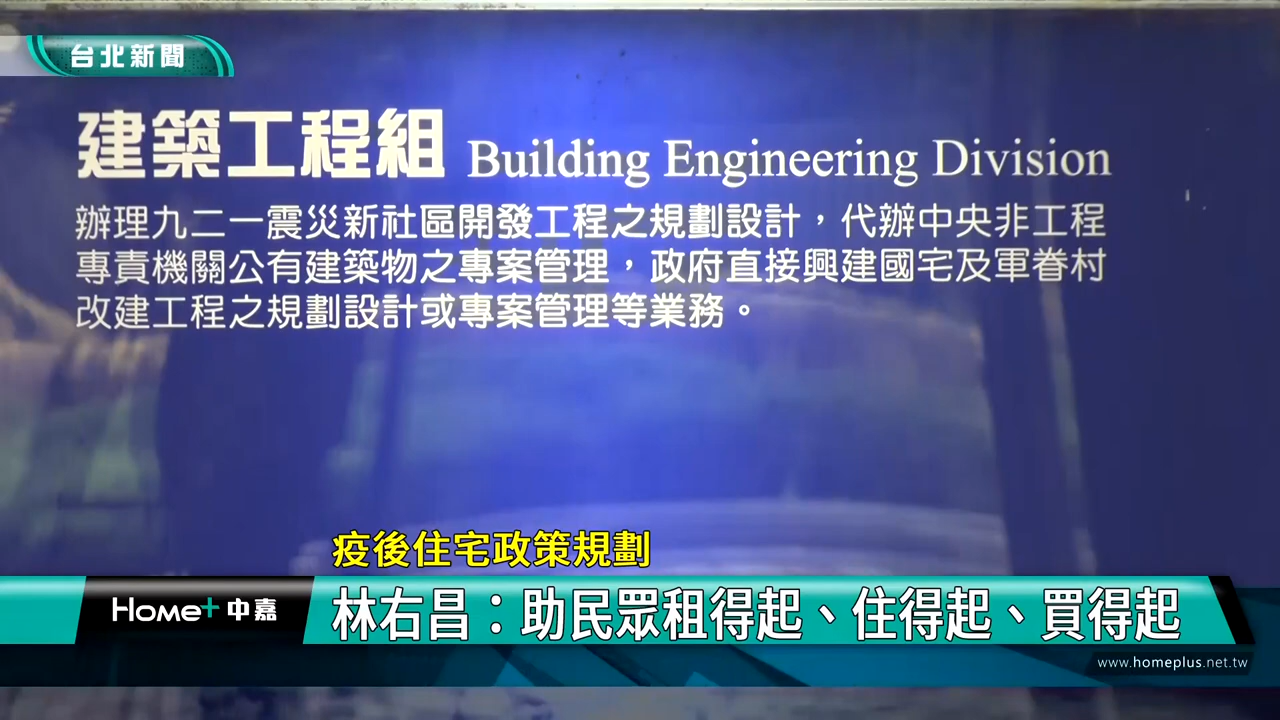 台北新聞
建築工程組 Building Engineering Division
辦理九二一震災新社區開發工程之規劃設計，代辦中央非工程
專責機關公有建築物之專案管理，政府直接興建國宅及軍眷村
改建工程之規劃設計或專案管理等業務。
疫後住宅政策規劃
Home+ 中嘉
林右昌：助民眾租得起、住得起、買得起
www.homeplus.net.tw